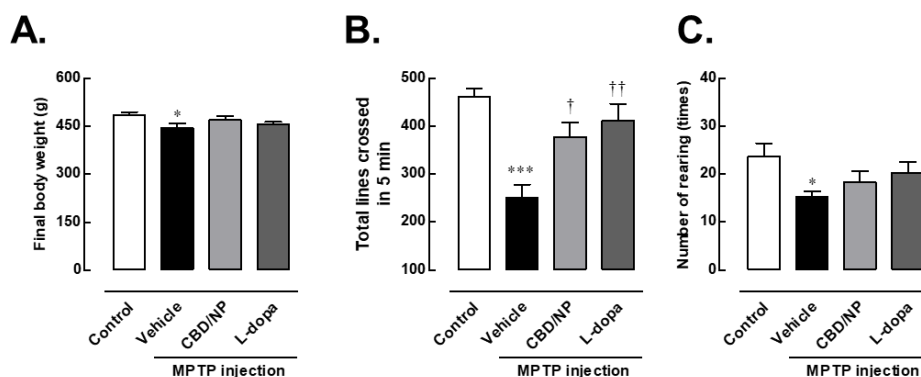 A.
Final body weight (g)
600
450
300
150
0
*
Control
Vehicle
CBD/NP
L-dopa
MPTP injection
B.
Total lines crossed
in 5 min
500
400
300
200
100
***
†
††
Control
Vehicle
CBD/NP
L-dopa
MPTP injection
C.
Number of rearing (times)
40
30
20
10
0
*
Control
Vehicle
CBD/NP
L-dopa
MPTP injection